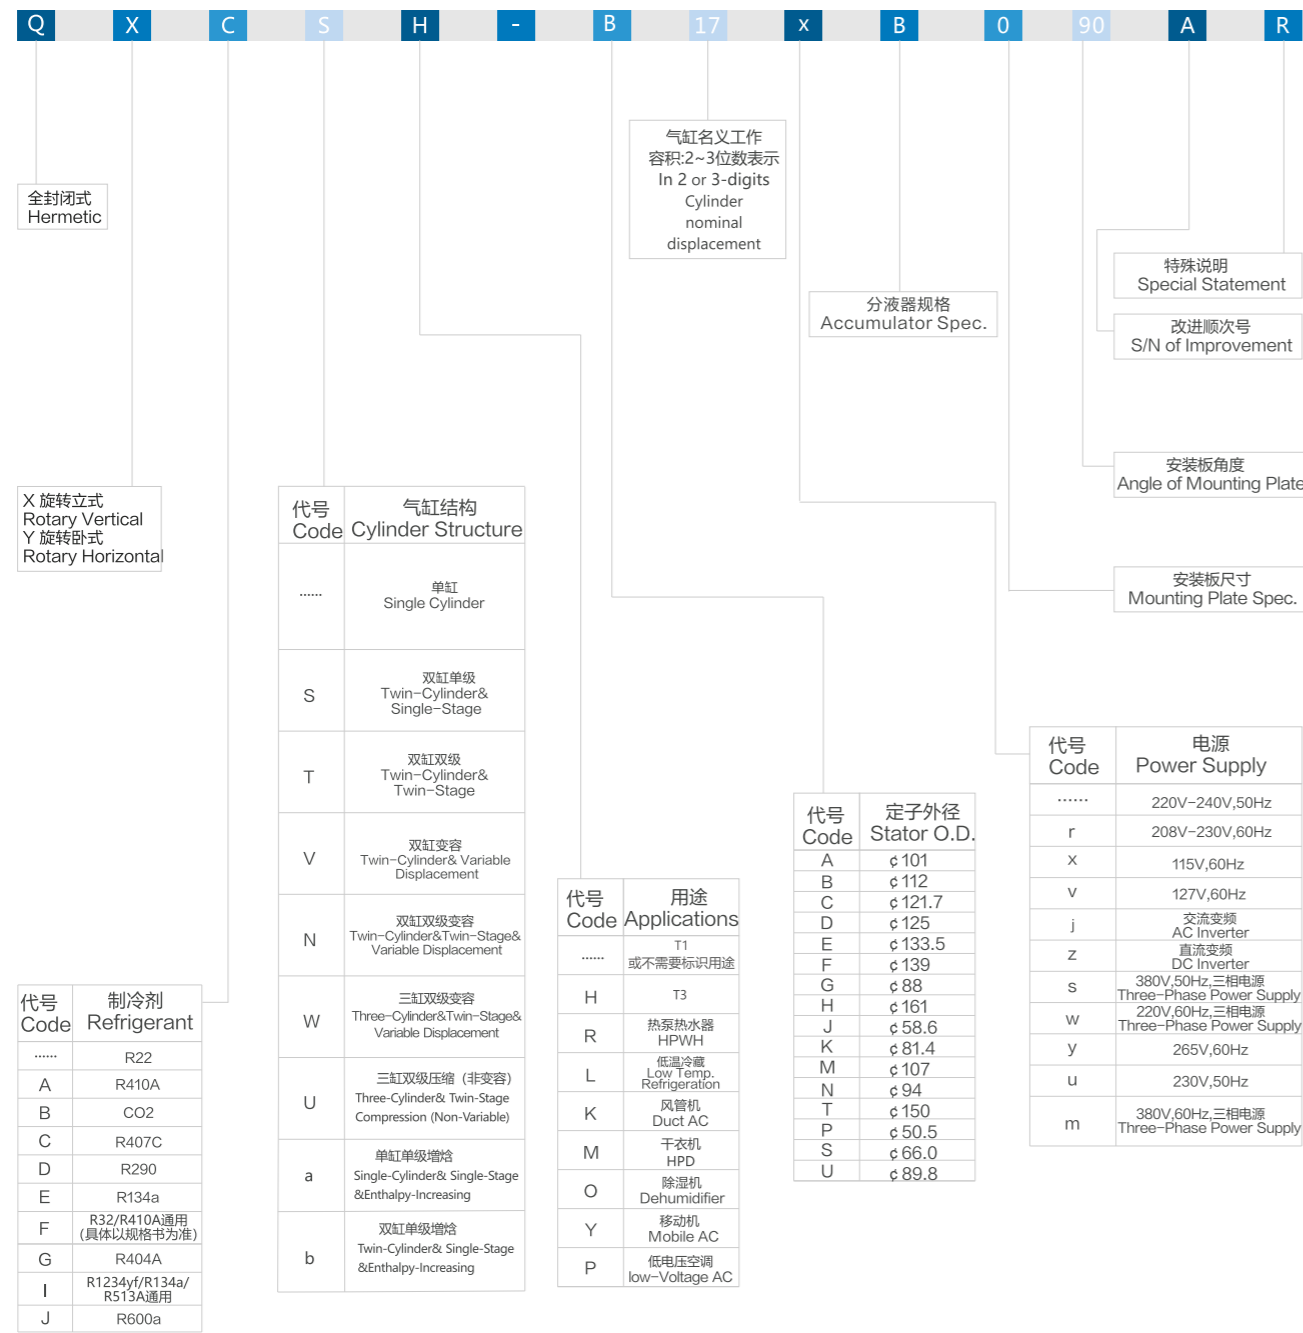 Q X C S H - B 17 x B 0 90 A R
气缸名义工作
容积:2~3位数表示
In 2 or 3-digits
Cylinder
nominal
displacement
全封闭式
Hermetic
特殊说明
Special Statement
分液器规格
Accumulator Spec.
改进顺次号
S/N of Improvement
安装板角度
Angle of Mounting Plate
X 旋转立式
Rotary Vertical
Y 旋转卧式
Rotary Horizontal
安装板尺寸
Mounting Plate Spec.
代号 气缸结构
Code Cylinder Structure
...... 单缸
Single Cylinder
S 双缸单级
Twin-Cylinder&
Single-Stage
T 双缸双级
Twin-Cylinder&
Twin-Stage
V 双缸变容
Twin-Cylinder& Variable
Displacement
N 双缸双级变容
Twin-Cylinder&Twin-Stage&
Variable Displacement
W 三缸双级变容
Three-Cylinder&Twin-Stage&
Variable Displacement
U 三缸双级压缩（非变容）
Three-Cylinder& Twin-Stage
Compression (Non-Variable)
a 单缸单级增焓
Single-Cylinder& Single-Stage
&Enthalpy-Increasing
b 双缸单级增焓
Twin-Cylinder& Single-Stage
&Enthalpy-Increasing
代号 电源
Code Power Supply
...... 220V-240V,50Hz
r 208V-230V,60Hz
x 115V,60Hz
v 127V,60Hz
j 交流变频
AC Inverter
z 直流变频
DC Inverter
s 380V,50Hz,三相电源
Three-Phase Power Supply
w 220V,60Hz,三相电源
Three-Phase Power Supply
y 265V,60Hz
u 230V,50Hz
m 380V,60Hz,三相电源
Three-Phase Power Supply
代号 定子外径
Code Stator O.D.
A ¢101
B ¢112
C ¢121.7
D ¢125
E ¢133.5
F ¢139
G ¢88
H ¢161
J ¢58.6
K ¢81.4
M ¢107
N ¢94
T ¢150
P ¢50.5
S ¢66.0
U ¢89.8
代号 用途
Code Applications
...... T1
或不需要标识用途
H T3
R 热泵热水器
HPWH
L 低温冷藏
Low Temp.
Refrigeration
K 风管机
Duct AC
M 干衣机
HPD
O 除湿机
Dehumidifier
Y 移动机
Mobile AC
P 低电压空调
low-Voltage AC
代号 制冷剂
Code Refrigerant
...... R22
A R410A
B CO2
C R407C
D R290
E R134a
F R32/R410A通用
(具体以规格书为准)
G R404A
I R1234yf/R134a/
R513A通用
J R600a